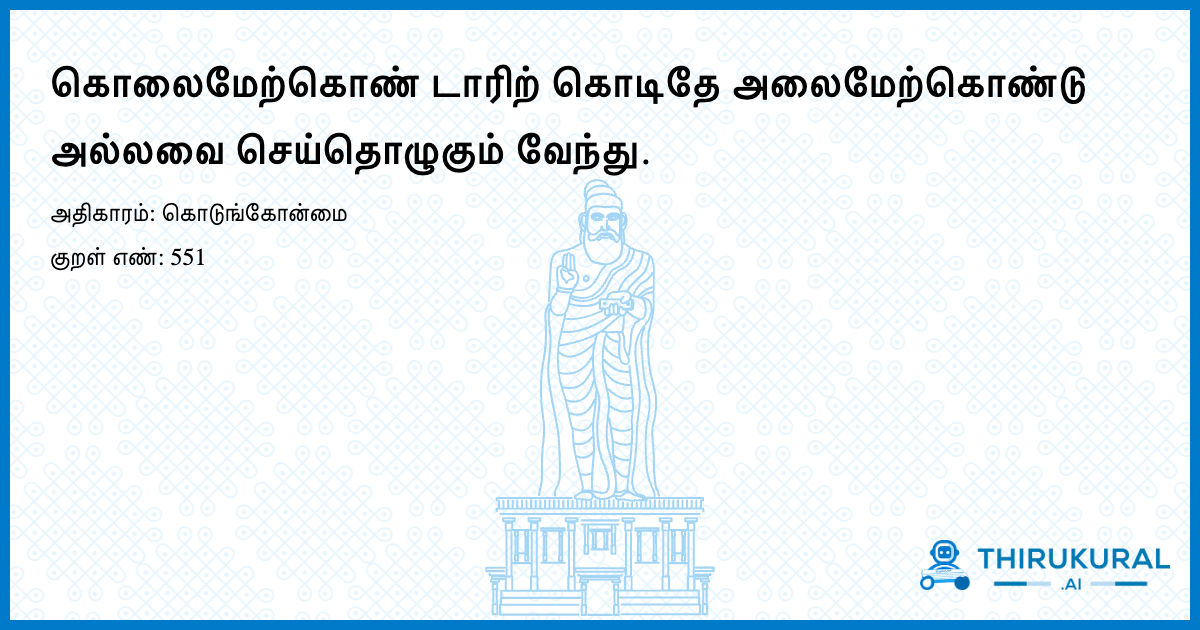 கொலைமேற்கொண் டாரிற் கொடிதே அலைமேற்கொண்டு
அல்லவை செய்தொழுகும் வேந்து.
அதிகாரம்: கொடுங்கோன்மை
குறள் எண்: 551
THIRUKURAL
.AI